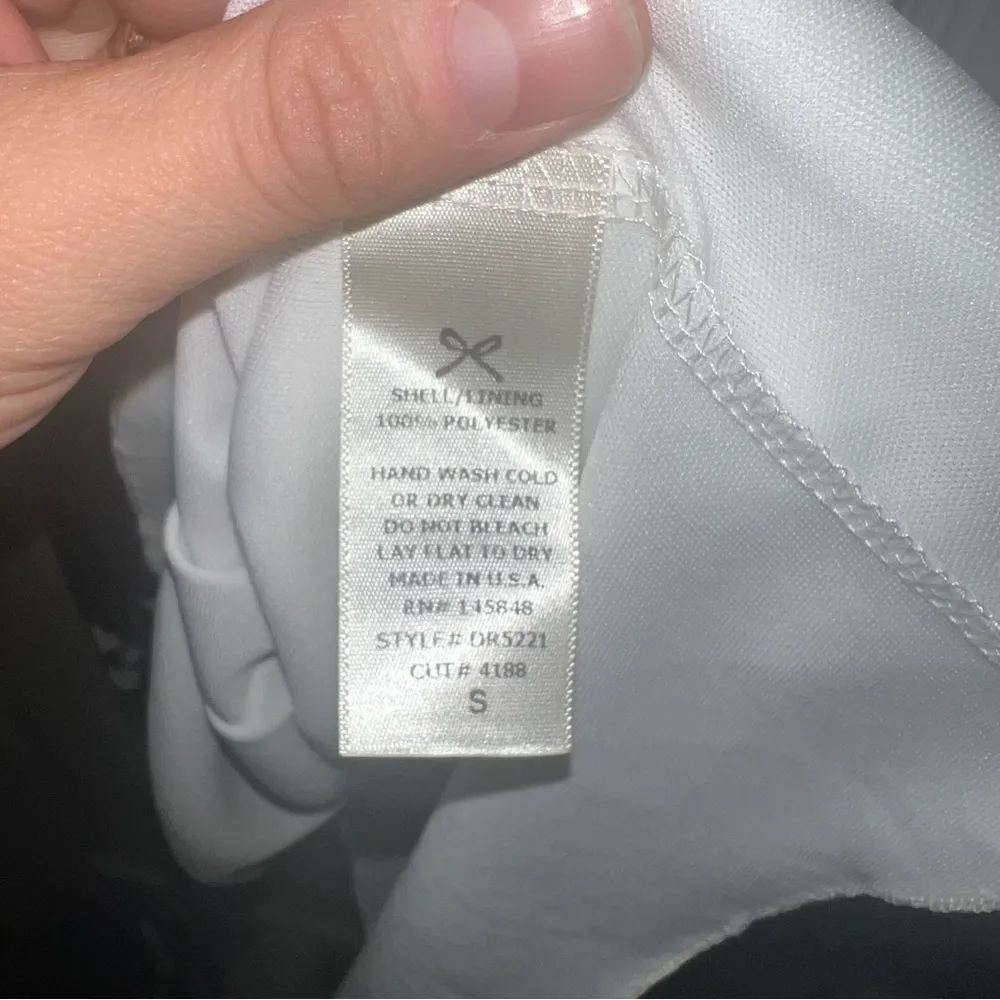 SHELL/LINING
100% POLYESTER
HAND WASH COLD
OR DRY CLEAN
DO NOT BLEACH
LAY FLAT TO DRY
MADE IN U.S.A.
RN# 145848
STYLE# DR5221
CUT# 4188
S